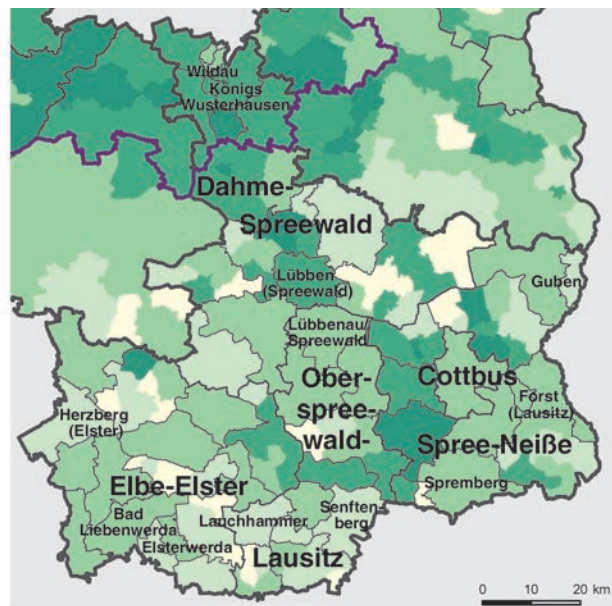 Wildau
Königs
Wusterhausen
Dahme-
Spreewald
Lübben
(Spreewald)
Guben
Lübbenau/
Spreewald
Ober-
spree-
wald-
Cottbus
Forst
(Lausitz)
Herzberg
(Elster)
Spree-Neiße
Elbe-Elster
Spremberg
Bad
Liebenwerda
Lauchhammer
Senften-
berg
Elsterwerda
Lausitz
0 10 20 km